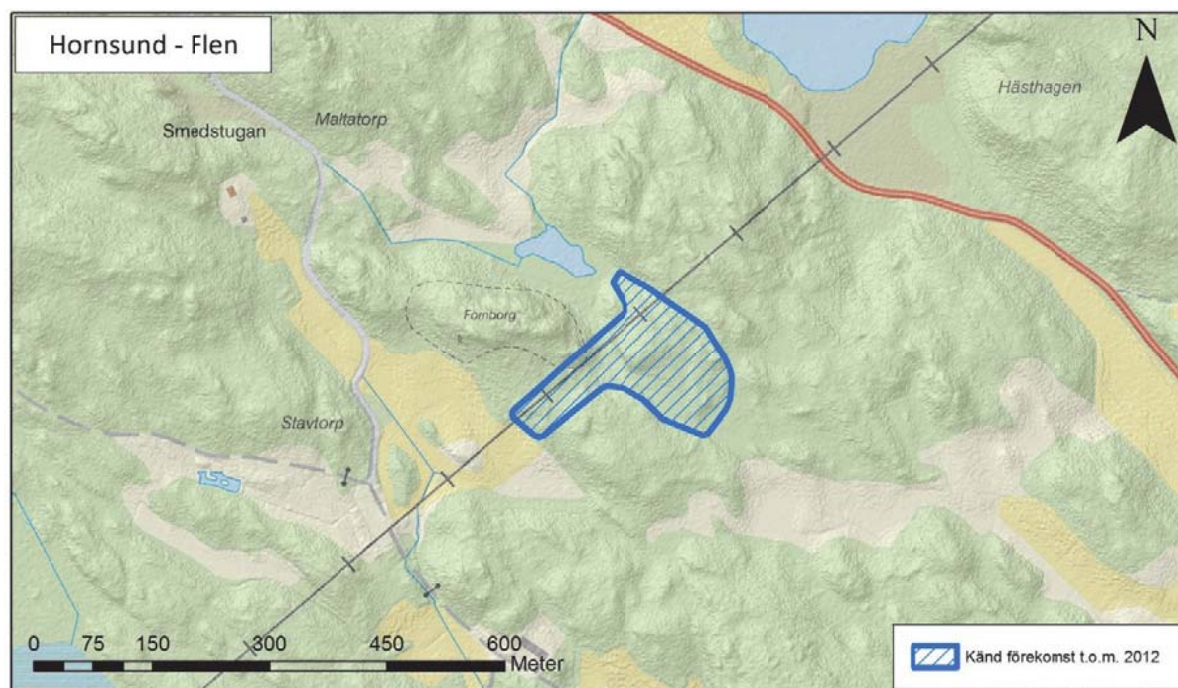 Hornsund - Flen
N
Hästhagen
Maltatorp
Smedstugan
Fornborg
Stavtorp
0 75 150 300 450 600
Meter
Känd förekomst t.o.m. 2012